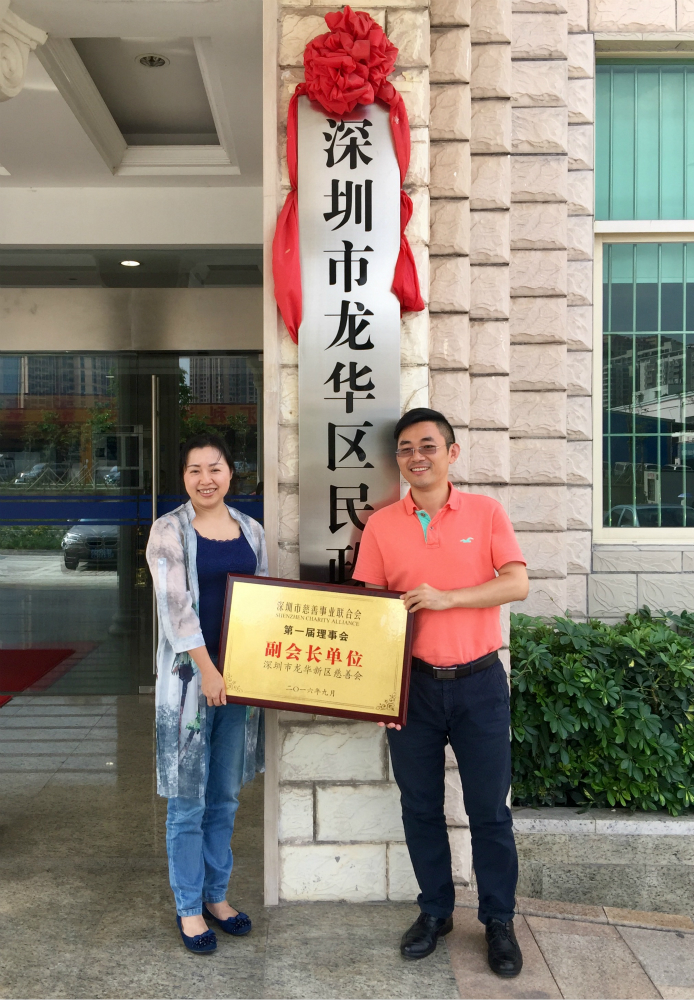 深圳市龙华区民政
深圳市慈善事业联合会
SHENZHEN CHARITY ALLIANCE
第一届理事会
副会长单位
深圳市龙华新区慈善会
二〇一六年九月